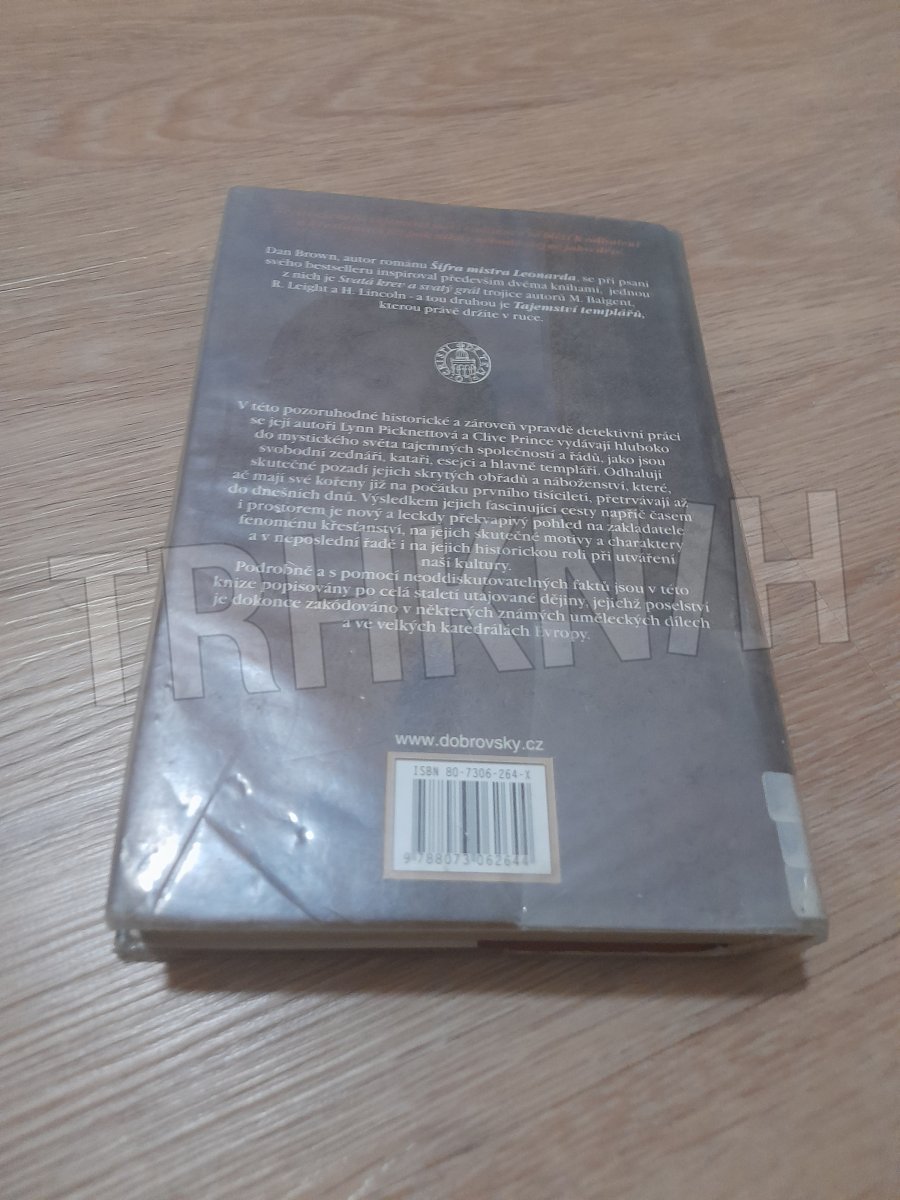 Dan Brown, autor románu Šifra mistra Leonarda, se při psaní
svého bestselleru inspiroval především dvěma knihami, jednou
z nich je Svatá krev a svatý grál trojice autorů M. Baigent,
R. Leight a H. Lincoln - a tou druhou je Tajemství templářů,
kterou právě držíte v ruce.
V této pozoruhodné historické a zároveň vpravdě detektivní práci
se její autoři Lynn Picknettová a Clive Prince vydávají hluboko
do mystického světa tajemných společností a řádů, jako jsou
svobodní zednáři, kataři, esejci a hlavně templáři. Odhalují
skutečné pozadí jejich skrytých obřadů a náboženství, které,
ač mají své kořeny již na počátku prvního tisíciletí, přetrvávají až
do dnešních dnů. Výsledkem jejich fascinující cesty napříč časem
i prostorem je nový a leckdy překvapivý pohled na zakladatele
fenoménu křesťanství, na jejich skutečné motivy a charaktery
a v neposlední řadě i na jejich historickou roli při utváření
naší kultury.
Podrobně a s pomocí neoddiskutovatelných faktů jsou v této
knize popisovány po celá staletí utajované dějiny, jejichž poselství
je dokonce zakódováno v některých známých uměleckých dílech
a ve velkých katedrálách Evropy.
TRHKNIH
www.dobrovsky.cz
ISBN 80-7306-264-X
9 788073 062644